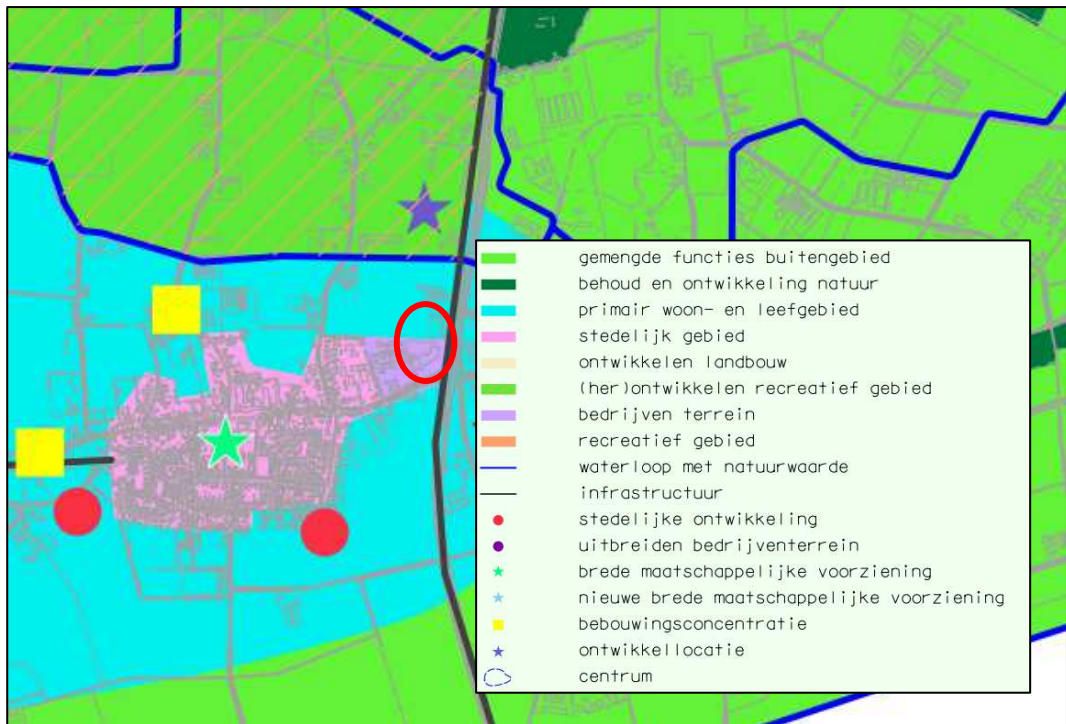 gemengde functies buitengebied
behoud en ontwikkeling natuur
primair woon- en leefgebied
stedelijk gebied
ontwikkelen landbouw
(her)ontwikkelen recreatief gebied
bedrijven terrein
recreatief gebied
waterloop met natuurwaarde
infrastructuur
stedelijke ontwikkeling
uitbreiden bedrijventerrein
brede maatschappelijke voorziening
nieuwe brede maatschappelijke voorziening
bebouwingsconcentratie
ontwikkellocatie
centrum